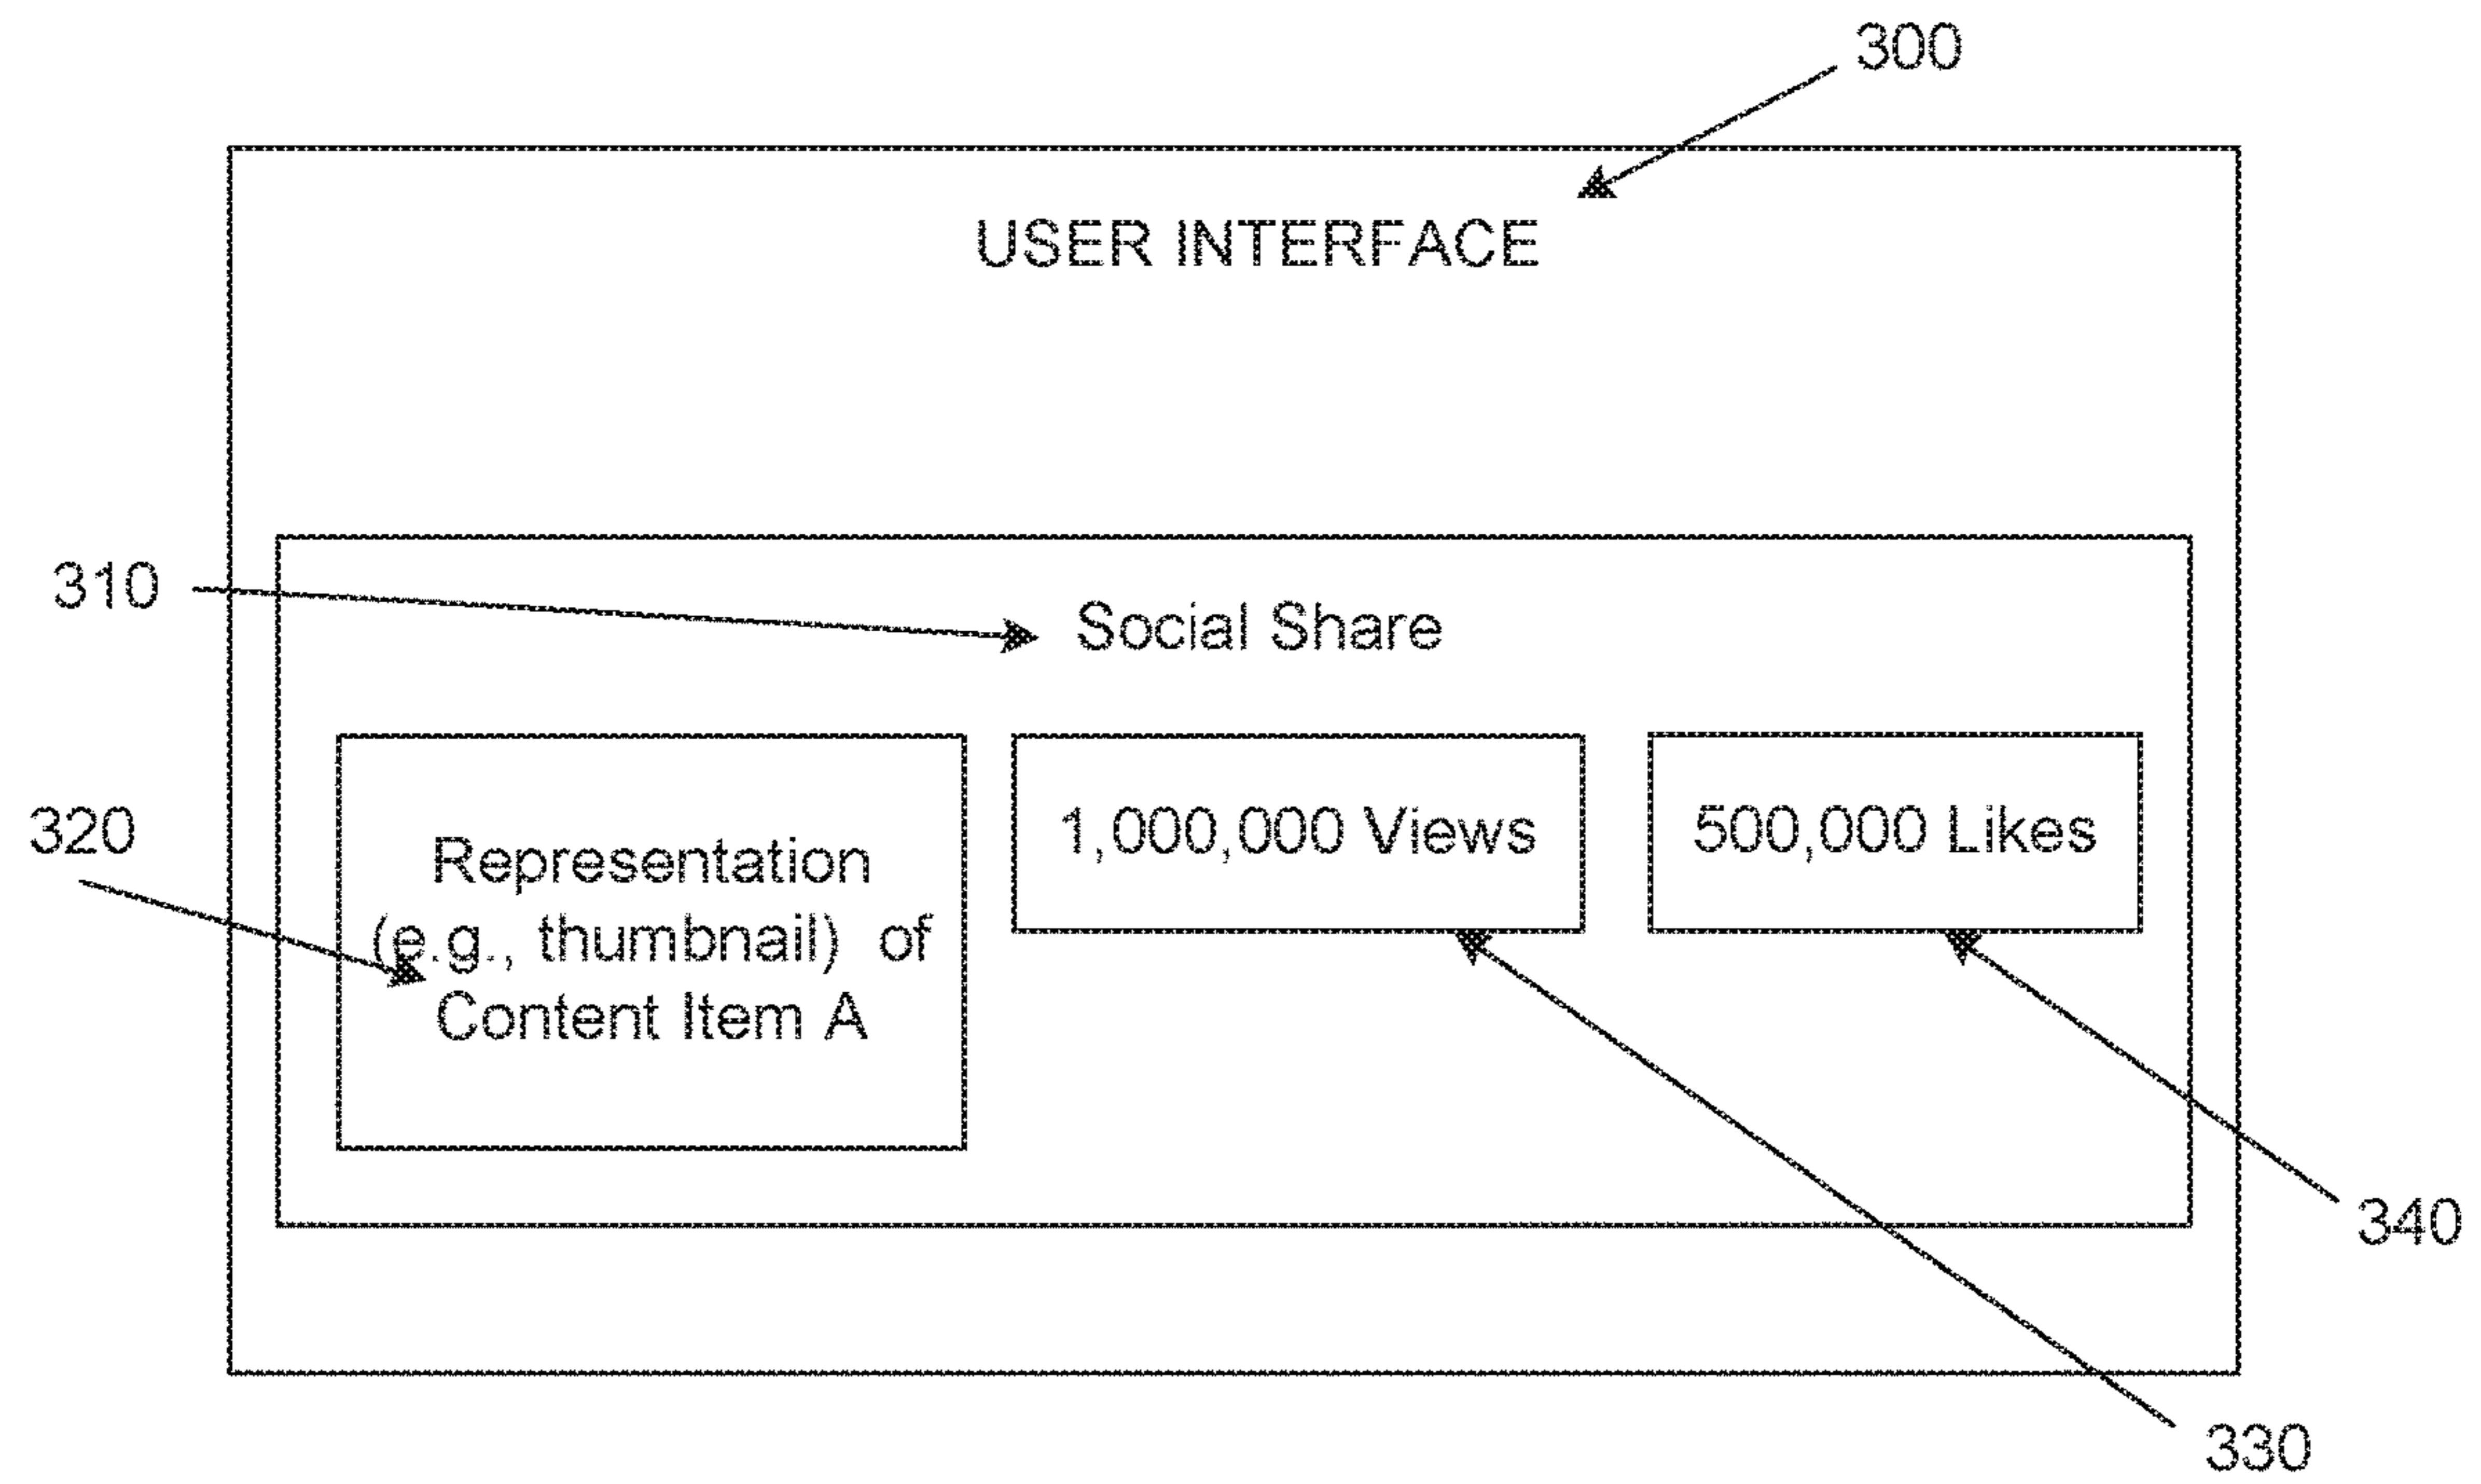 300
USER INTERFACE
310
Social Share
320
Representation
(e.g., thumbnail) of
Content Item A
1,000,000 Views
500,000 Likes
340
330